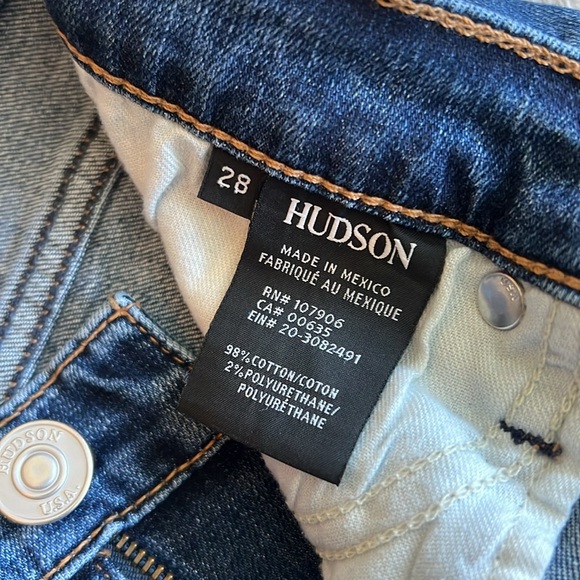 28
HUDSON
MADE IN MEXICO
FABRIQUÉ AU MEXIQUE
RN# 107906
CA# 00635
EIN# 20-3082491
98% COTTON/COTON
2% POLYURETHANE/
POLYURÉTHANE
HUDSON
U.S.A.